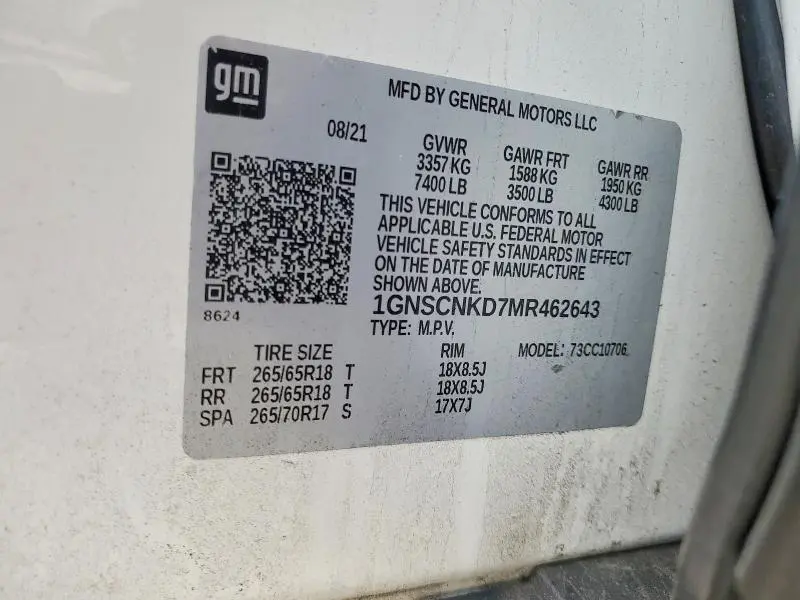 gm
MFD BY GENERAL MOTORS LLC
08/21
GVWR
3357 KG
7400 LB
GAWR FRT
1588 KG
3500 LB
GAWR RR
1950 KG
4300 LB
THIS VEHICLE CONFORMS TO ALL
APPLICABLE U.S. FEDERAL MOTOR
VEHICLE SAFETY STANDARDS IN EFFECT
ON THE DATE OF MANUFACTURE
SHOWN ABOVE.
8624
1GNSCNKD7MR462643
TYPE: M.P.V.
MODEL: 73CC10706
TIRE SIZE RIM
FRT 265/65R18 T 18X8.5J
RR 265/65R18 T 18X8.5J
SPA 265/70R17 S 17X7J